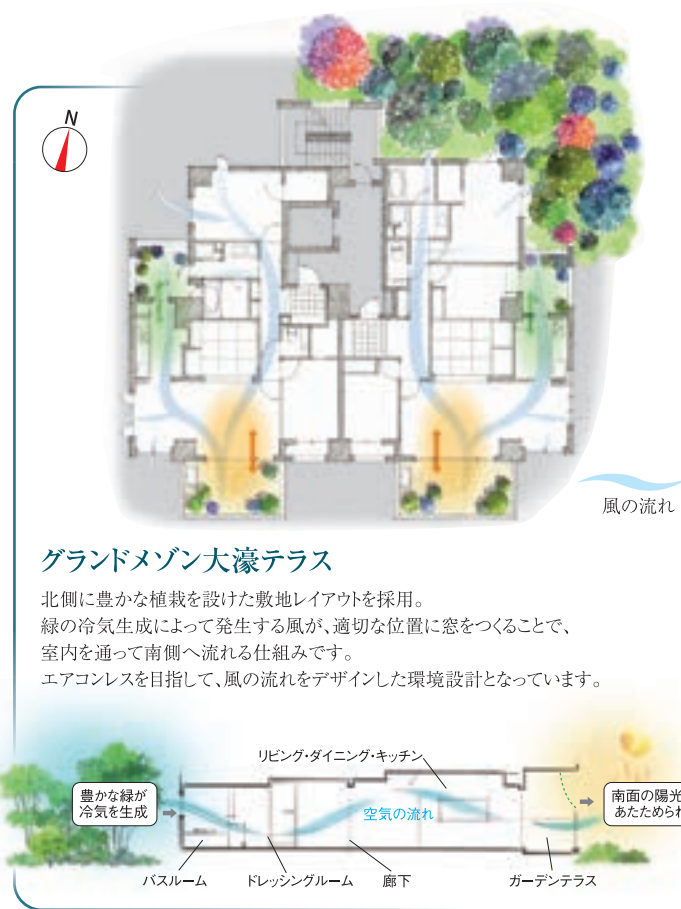 N
風の流れ
グランドメゾン大濠テラス
北側に豊かな植栽を設けた敷地レイアウトを採用。
緑の冷気生成によって発生する風が、適切な位置に窓をつくることで、
室内を通って南側へ流れる仕組みです。
エアコンレスを目指して、風の流れをデザインした環境設計となっています。
リビング・ダイニング・キッチン
豊かな緑が
冷気を生成
空気の流れ
南面の陽光
あたためられ
バスルーム
ドレッシングルーム
廊下
ガーデンテラス